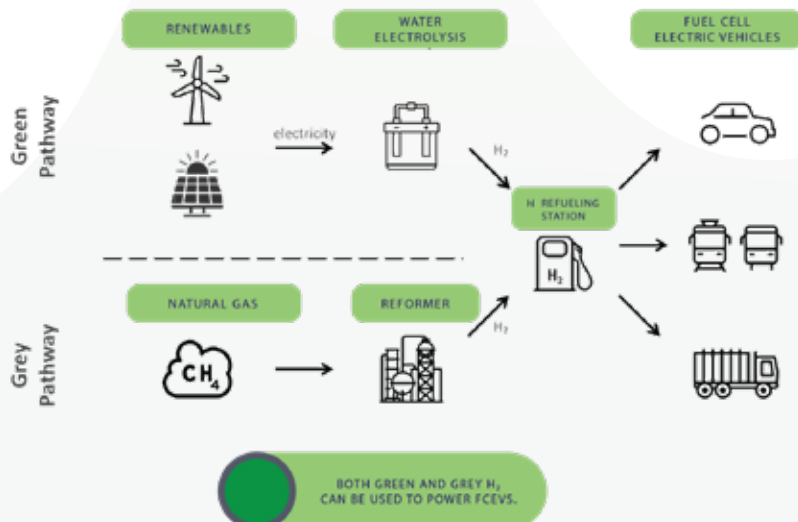 RENEWABLES
WATER
ELECTROLYSIS
FUEL CELL
ELECTRIC VEHICLES
Green
Pathway
electricity
H₂
H REFUELING
STATION
H₂
NATURAL GAS
REFORMER
H₂
Grey
Pathway
CH₄
BOTH GREEN AND GREY H₂
CAN BE USED TO POWER FCEVS.